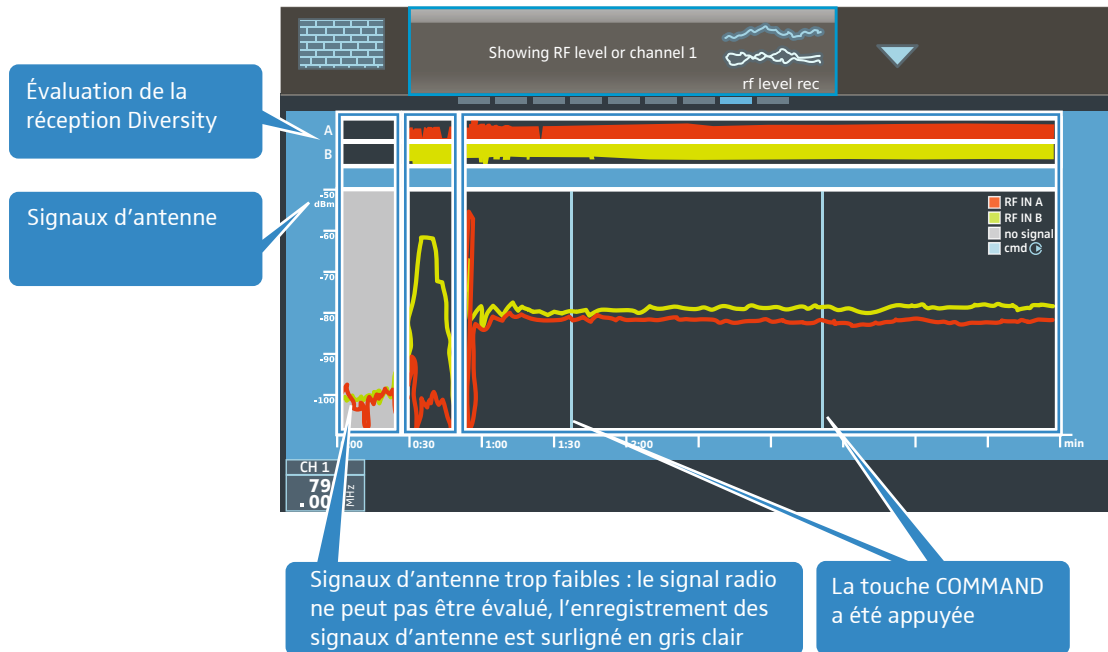 Showing RF level or channel 1
rf level rec
Évaluation de la
réception Diversity
A
B
Signaux d’antenne
-50
dBm
-60
-70
-80
-90
-100
RF IN A
RF IN B
no signal
cmd
0:30
1:00
1:30
2:00
min
CH 1
79
.00
MHz
Signaux d’antenne trop faibles : le signal radio
ne peut pas être évalué, l’enregistrement des
signaux d’antenne est surligné en gris clair
La touche COMMAND
a été appuyée